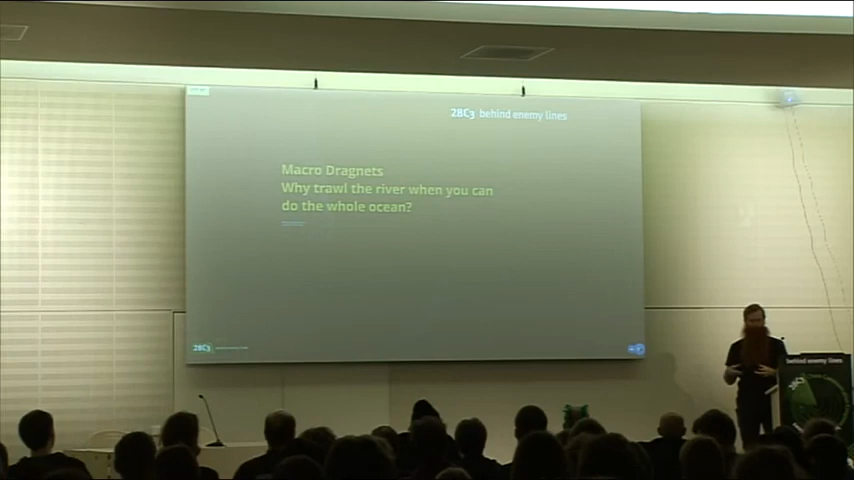 28C3 behind enemy lines
Macro Dragnets
Why trawl the river when you can
do the whole ocean?
28C3
behind enemy lines